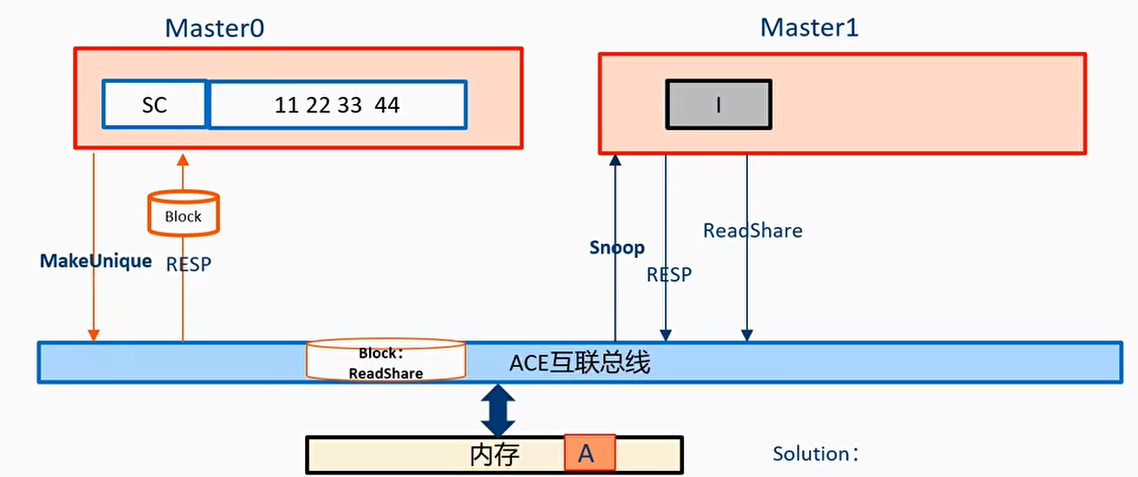 Master0
Master1
SC
11 22 33 44
I
Block
MakeUnique
RESP
Snoop
RESP
ReadShare
Block：
ReadShare
ACE互联总线
内存
A
Solution：